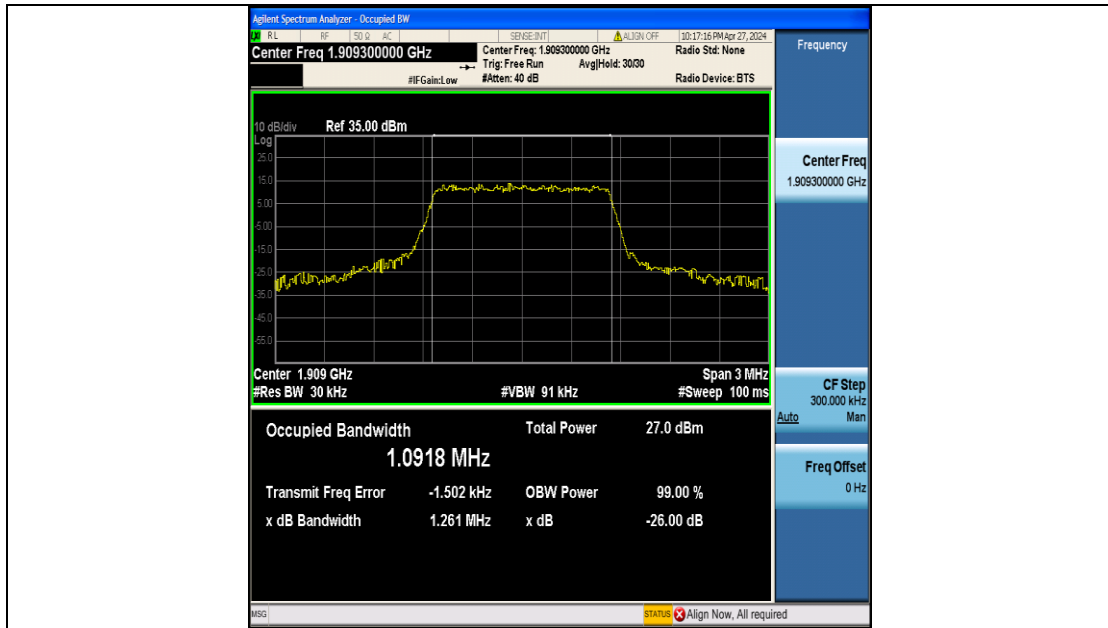 Agilent Spectrum Analyzer - Occupied BW
RL RF 50 Ω AC SENSE:INT ALIGN OFF 10:17:16 PM Apr 27, 2024
Center Freq 1.909300000 GHz
Center Freq: 1.909300000 GHz
Radio Std: None
Trig: Free Run Avg|Hold: 30/30
#IFGain:Low
#Atten: 40 dB
Radio Device: BTS
Frequency
10 dB/div Ref 35.00 dBm
Log
25.0
15.0
5.00
-5.00
-15.0
-25.0
-35.0
-45.0
-55.0
Center Freq
1.909300000 GHz
Center 1.909 GHz
Span 3 MHz
#Res BW 30 kHz
#VBW 91 kHz
#Sweep 100 ms
CF Step
300.000 kHz
Auto Man
Occupied Bandwidth
1.0918 MHz
Total Power 27.0 dBm
Transmit Freq Error -1.502 kHz
OBW Power 99.00 %
x dB Bandwidth 1.261 MHz
x dB -26.00 dB
Freq Offset
0 Hz
MSG
STATUS Align Now, All required